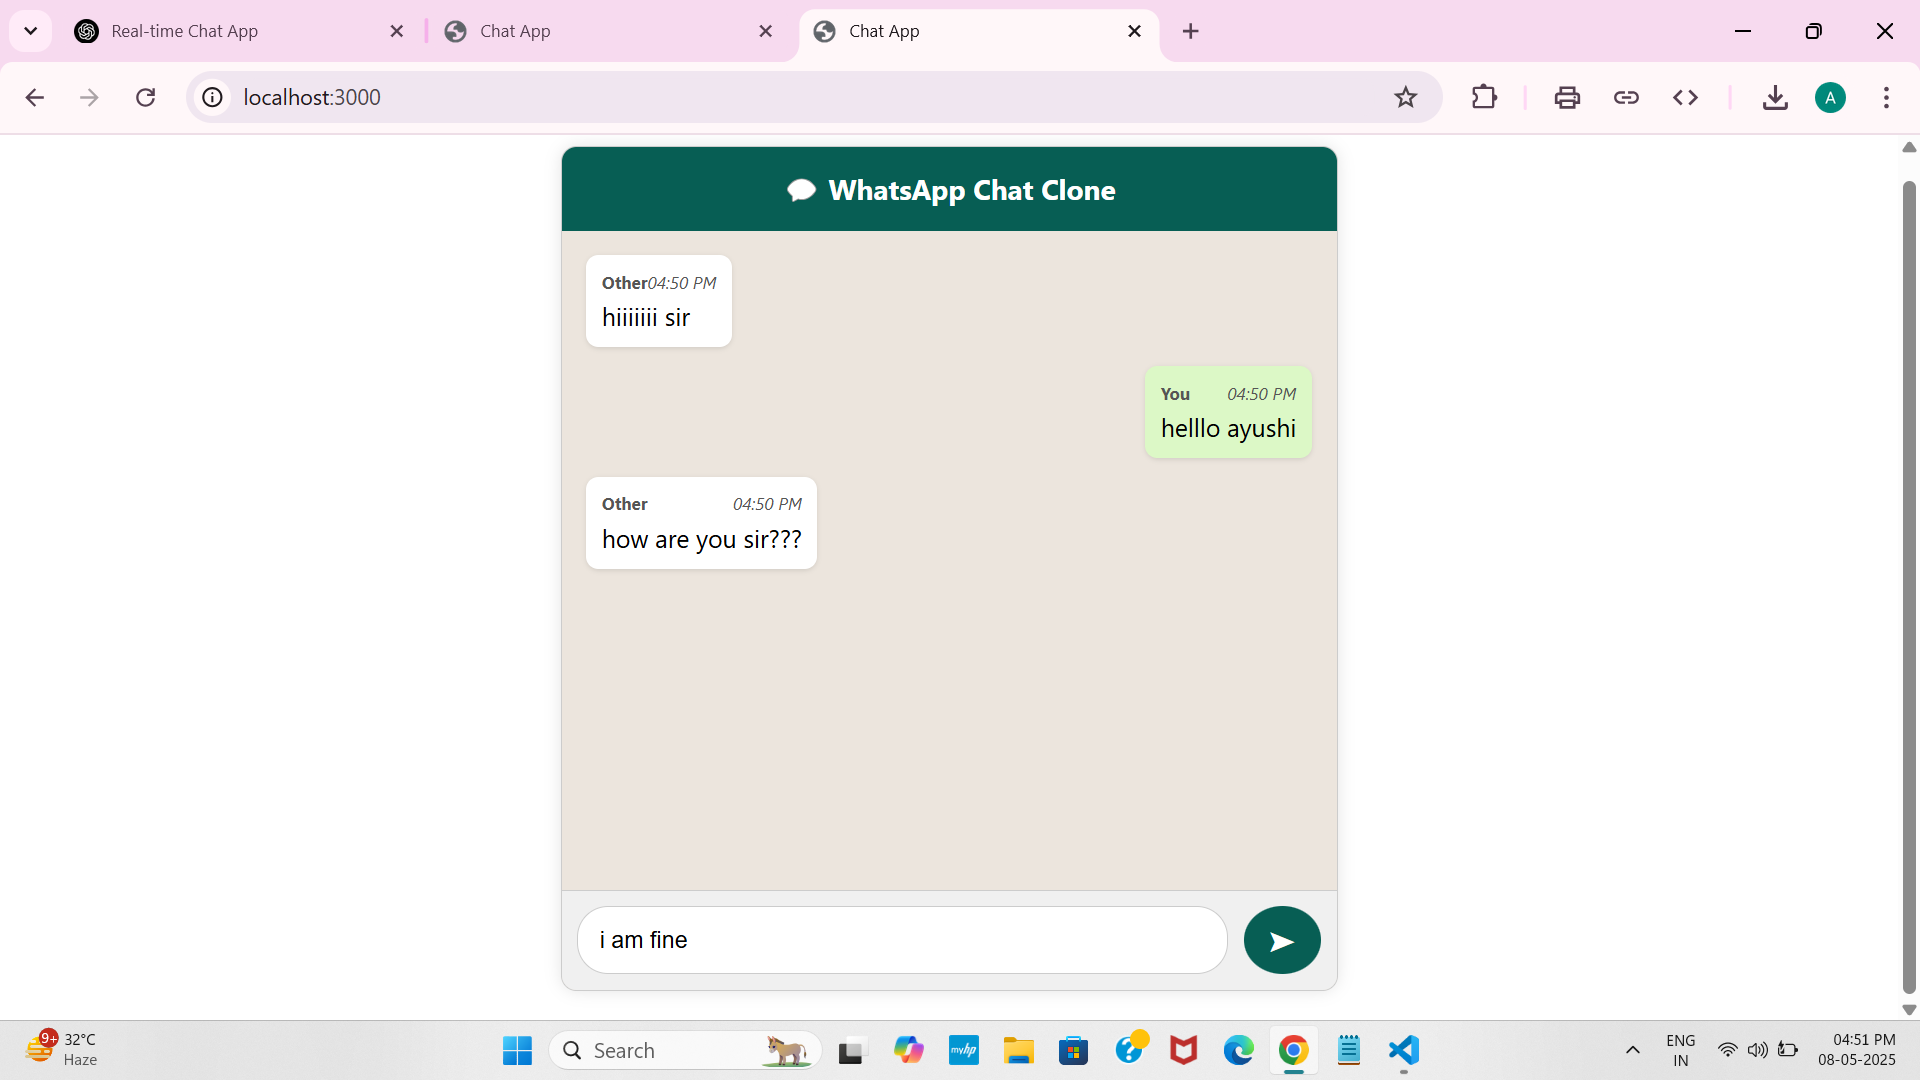 Real-time Chat App
Chat App
Chat App
localhost:3000
A
WhatsApp Chat Clone
Other04:50 PM
hiiiiiii sir
You 04:50 PM
helllo ayushi
Other 04:50 PM
how are you sir???
i am fine
9+
32°C
Haze
Search
myhp
ENG
IN
04:51 PM
08-05-2025